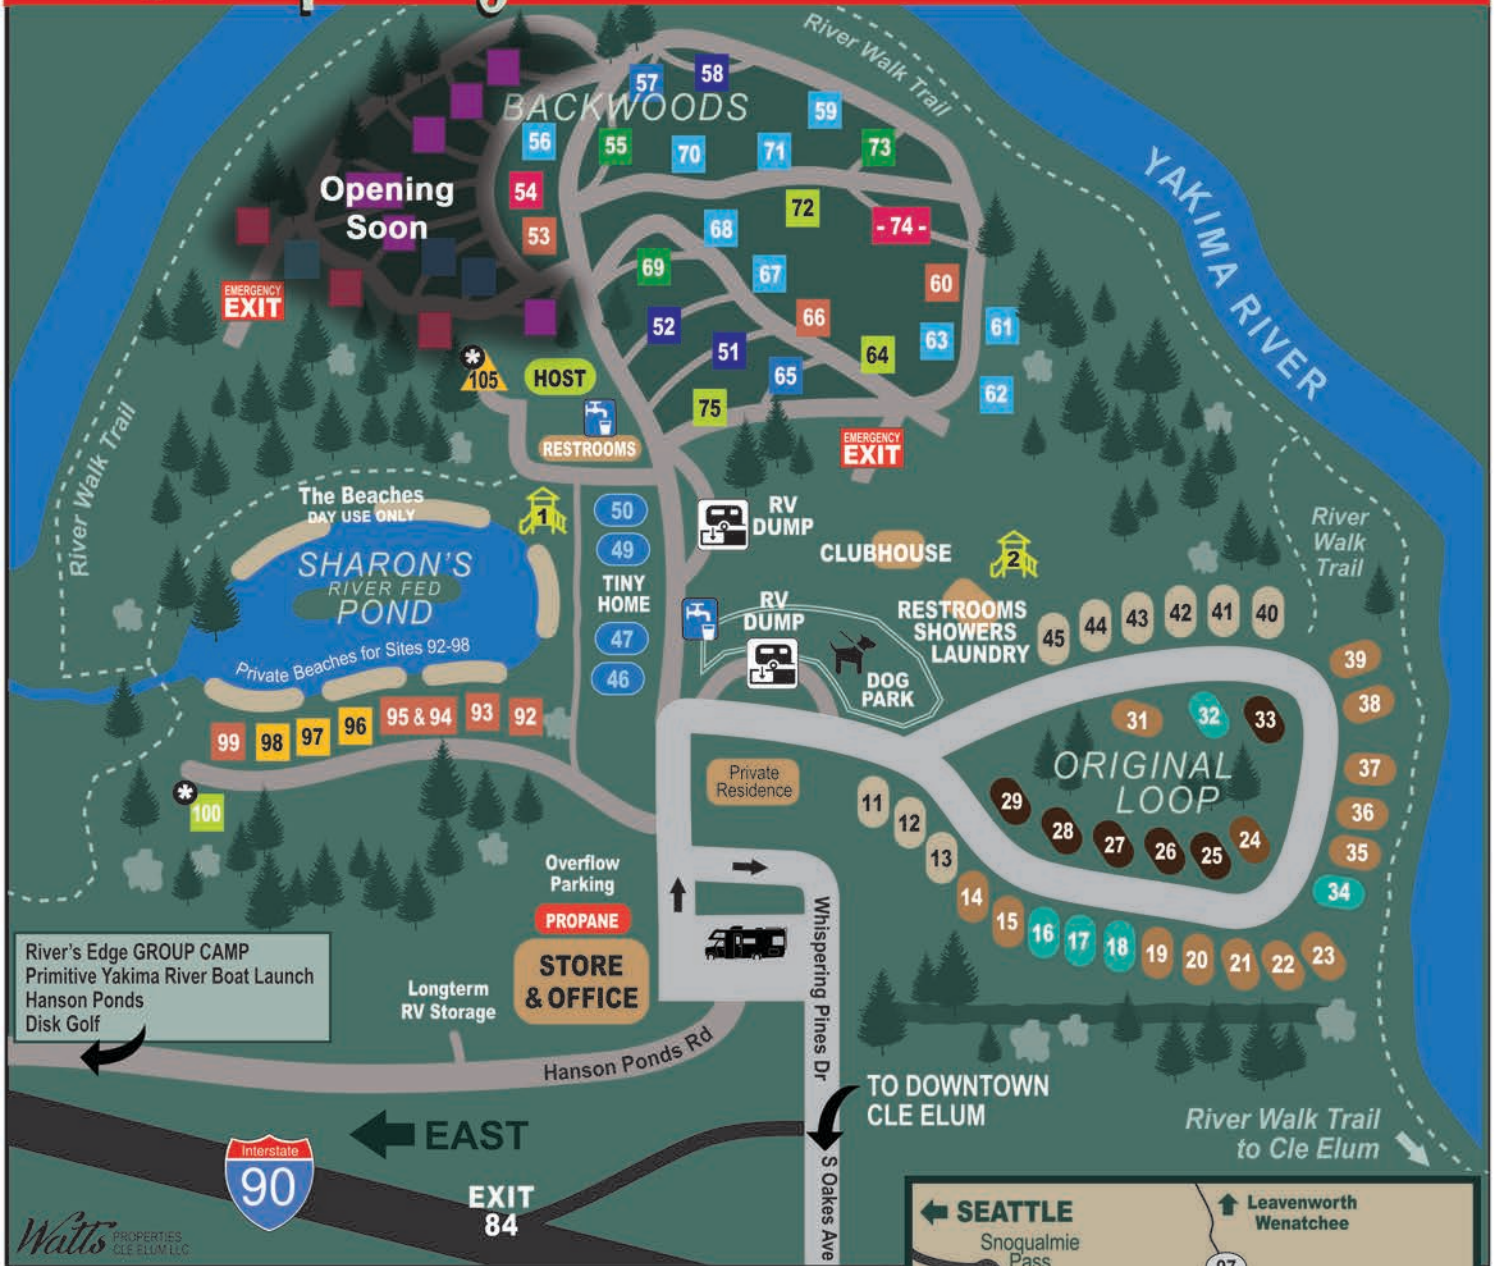 River Walk Trail
BACKWOODS
57
58
59
56
55
70
71
73
Opening
Soon
54
53
72
- 74 -
68
69
67
60
YAKIMA RIVER
EMERGENCY
EXIT
52
66
61
51
64
63
65
62
75
*
105
HOST
RESTROOMS
EMERGENCY
EXIT
River Walk Trail
The Beaches
DAY USE ONLY
1
50
49
TINY
HOME
47
46
RV
DUMP
CLUBHOUSE
2
River
Walk
Trail
SHARON'S
RIVER FED
POND
Private Beaches for Sites 92-98
RV
DUMP
DOG
PARK
RESTROOMS
SHOWERS
LAUNDRY
45
44
43
42
41
40
39
38
37
36
35
34
99
98
97
96
95 & 94
93
92
*
100
Private
Residence
31
32
33
ORIGINAL
LOOP
29
28
27
26
25
24
11
12
13
14
15
16
17
18
19
20
21
22
23
Overflow
Parking
PROPANE
STORE
& OFFICE
Longterm
RV Storage
Whispering Pines Dr
River's Edge GROUP CAMP
Primitive Yakima River Boat Launch
Hanson Ponds
Disk Golf
Hanson Ponds Rd
TO DOWNTOWN
CLE ELUM
EAST
Interstate
90
EXIT
84
S Oakes Ave
River Walk Trail
to Cle Elum
Watts PROPERTIES
CLE ELUM LLC
SEATTLE
Snoqualmie
Pass
Leavenworth
Wenatchee
97